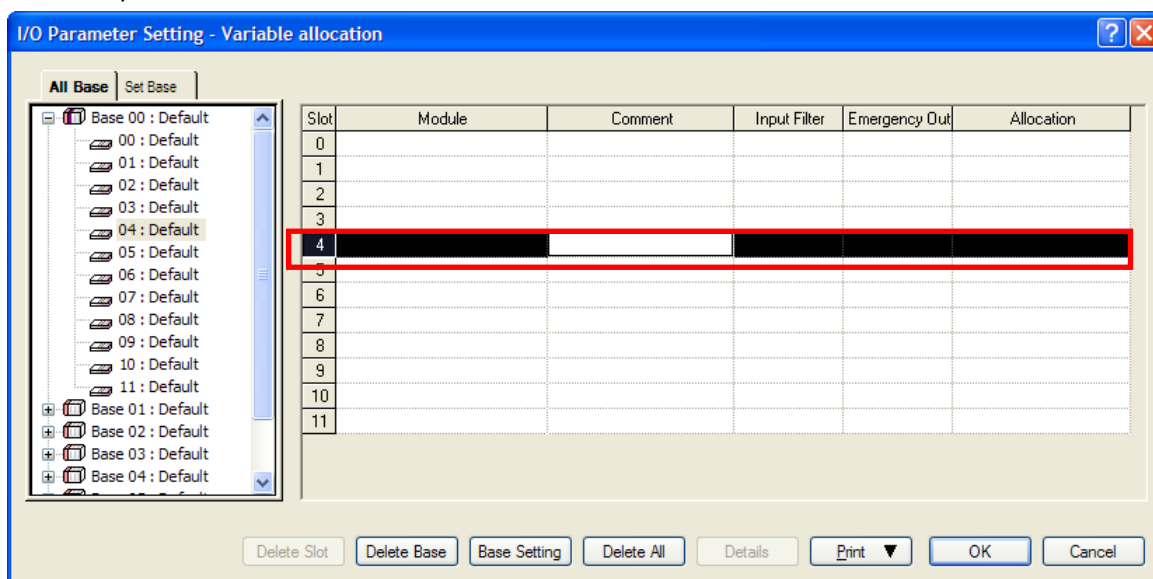 I/O Parameter Setting - Variable allocation
All Base Set Base
Base 00 : Default
00 : Default
01 : Default
02 : Default
03 : Default
04 : Default
05 : Default
06 : Default
07 : Default
08 : Default
09 : Default
10 : Default
11 : Default
Base 01 : Default
Base 02 : Default
Base 03 : Default
Base 04 : Default
Slot Module Comment Input Filter Emergency Out Allocation
0
1
2
3
4
5
6
7
8
9
10
11
Delete Slot Delete Base Base Setting Delete All Details Print ▼ OK Cancel